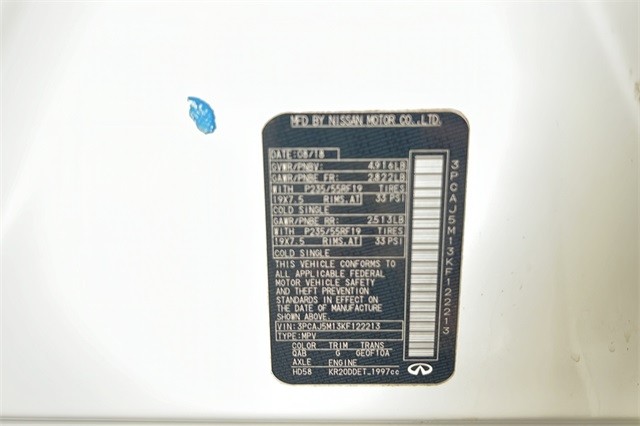 MFD BY NISSAN MOTOR CO.,LTD.
DATE: 08/18
GVWR/PNBV: 4916LB
GAWR/PNBE FR: 2822LB
WITH P235/55RF19 TIRES
19X7.5 RIMS,AT 33 PSI
COLD SINGLE
GAWR/PNBE RR: 2513LB
WITH P235/55RF19 TIRES
19X7.5 RIMS,AT 33 PSI
COLD SINGLE
THIS VEHICLE CONFORMS TO
ALL APPLICABLE FEDERAL
MOTOR VEHICLE SAFETY
AND THEFT PREVENTION
STANDARDS IN EFFECT ON
THE DATE OF MANUFACTURE
SHOWN ABOVE.
VIN: 3PCAJ5M13KF122213
TYPE: MPV
COLOR TRIM TRANS
QAB G GE0F10A
AXLE ENGINE
HD58 KR20DDET_1997cc
INFINITI
3PCAJ5M13KF122213